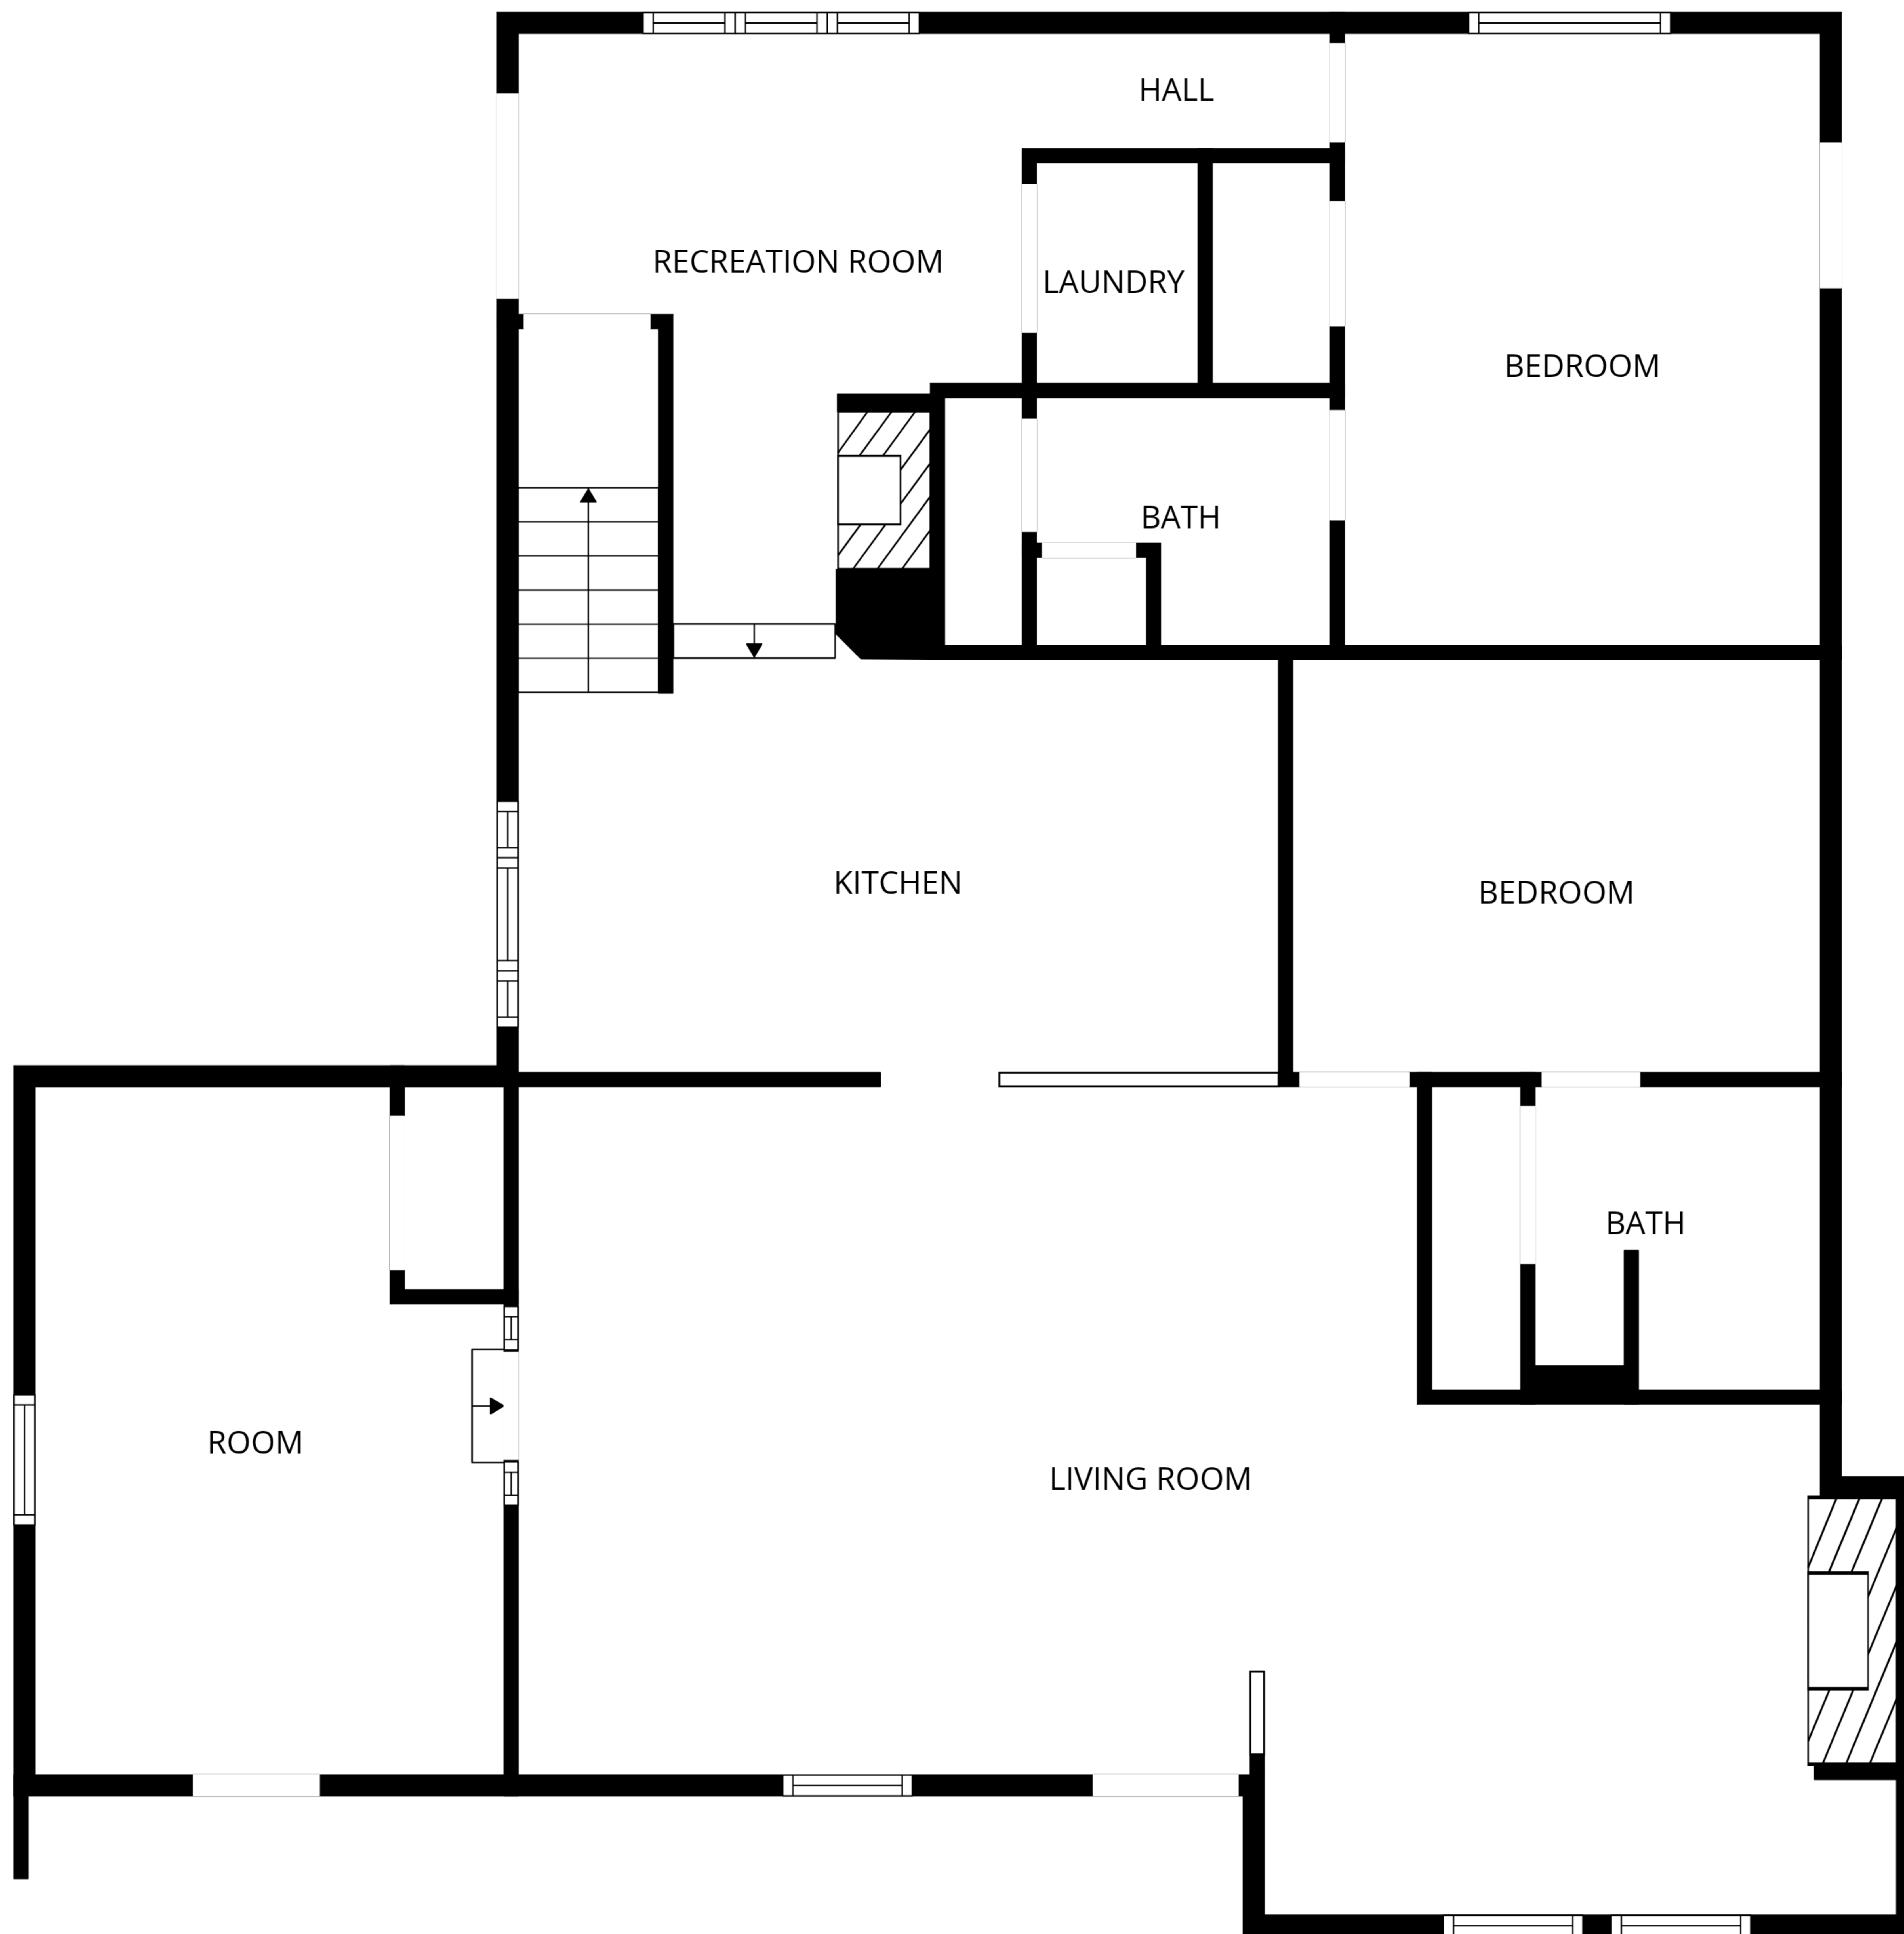 HALL
RECREATION ROOM
LAUNDRY
BEDROOM
BATH
KITCHEN
BEDROOM
BATH
ROOM
LIVING ROOM